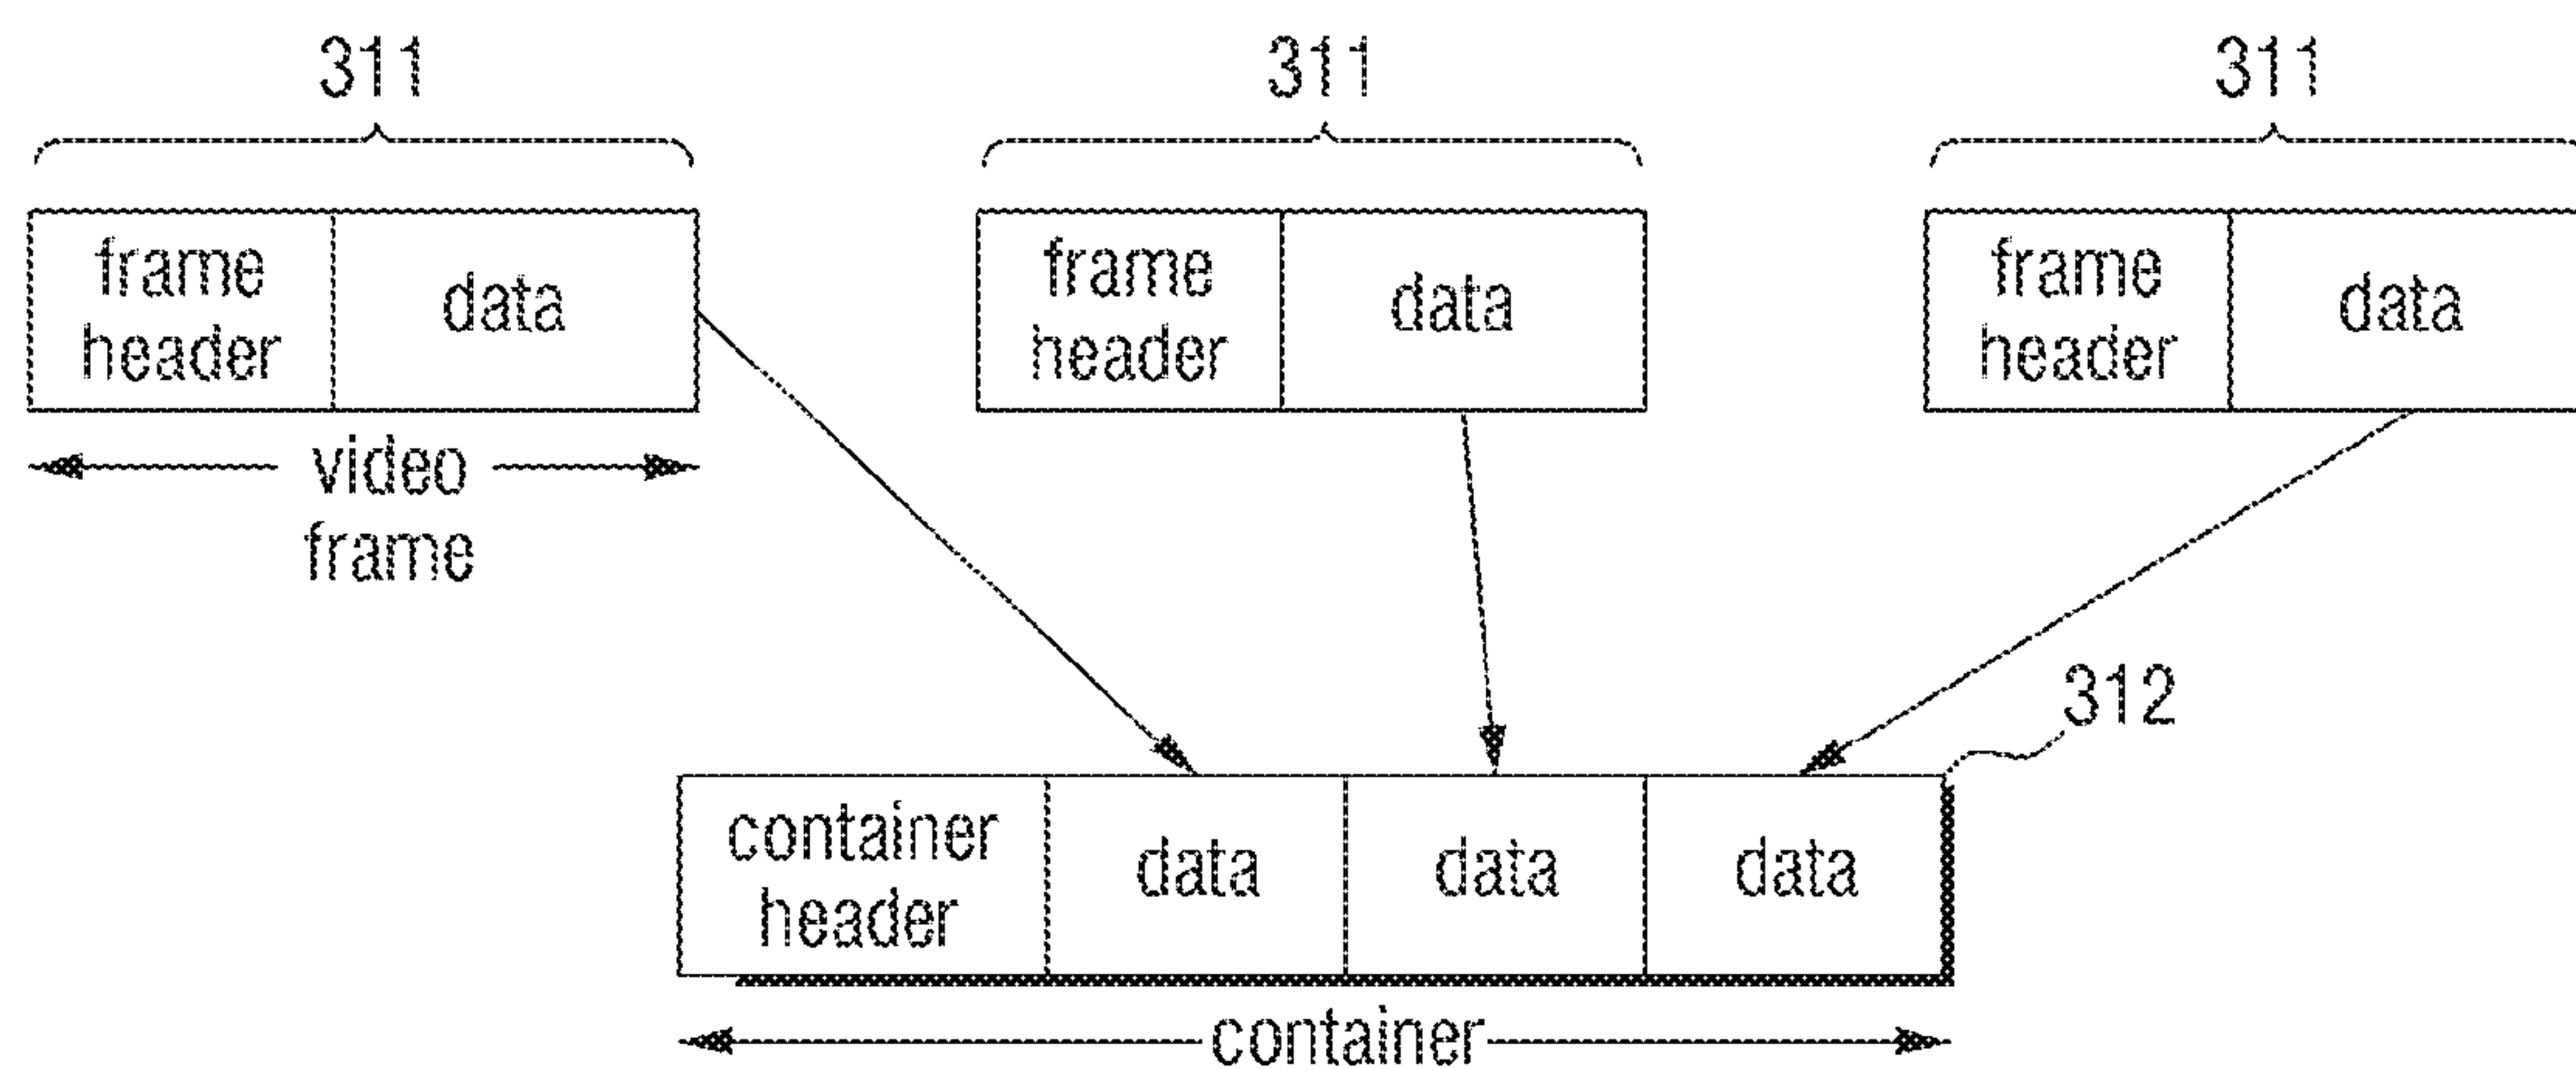 311 311 311
frame
header
data
frame
header
data
frame
header
data
video
frame
312
container
header
data data data
container